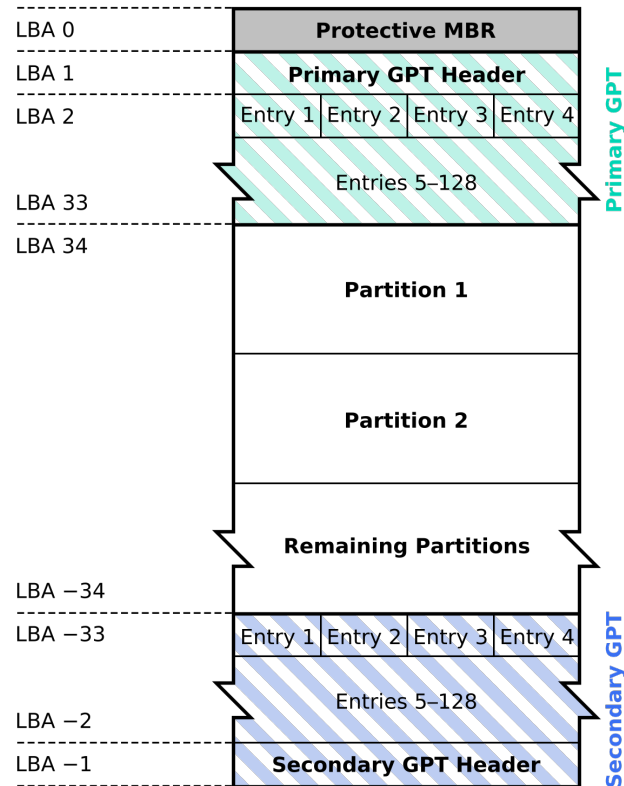 LBA 0
Protective MBR
LBA 1
Primary GPT Header
LBA 2
Entry 1 Entry 2 Entry 3 Entry 4
Entries 5–128
LBA 33
Primary GPT
LBA 34
Partition 1
Partition 2
Remaining Partitions
LBA −34
LBA −33
Entry 1 Entry 2 Entry 3 Entry 4
Entries 5–128
LBA −2
LBA −1
Secondary GPT Header
Secondary GPT